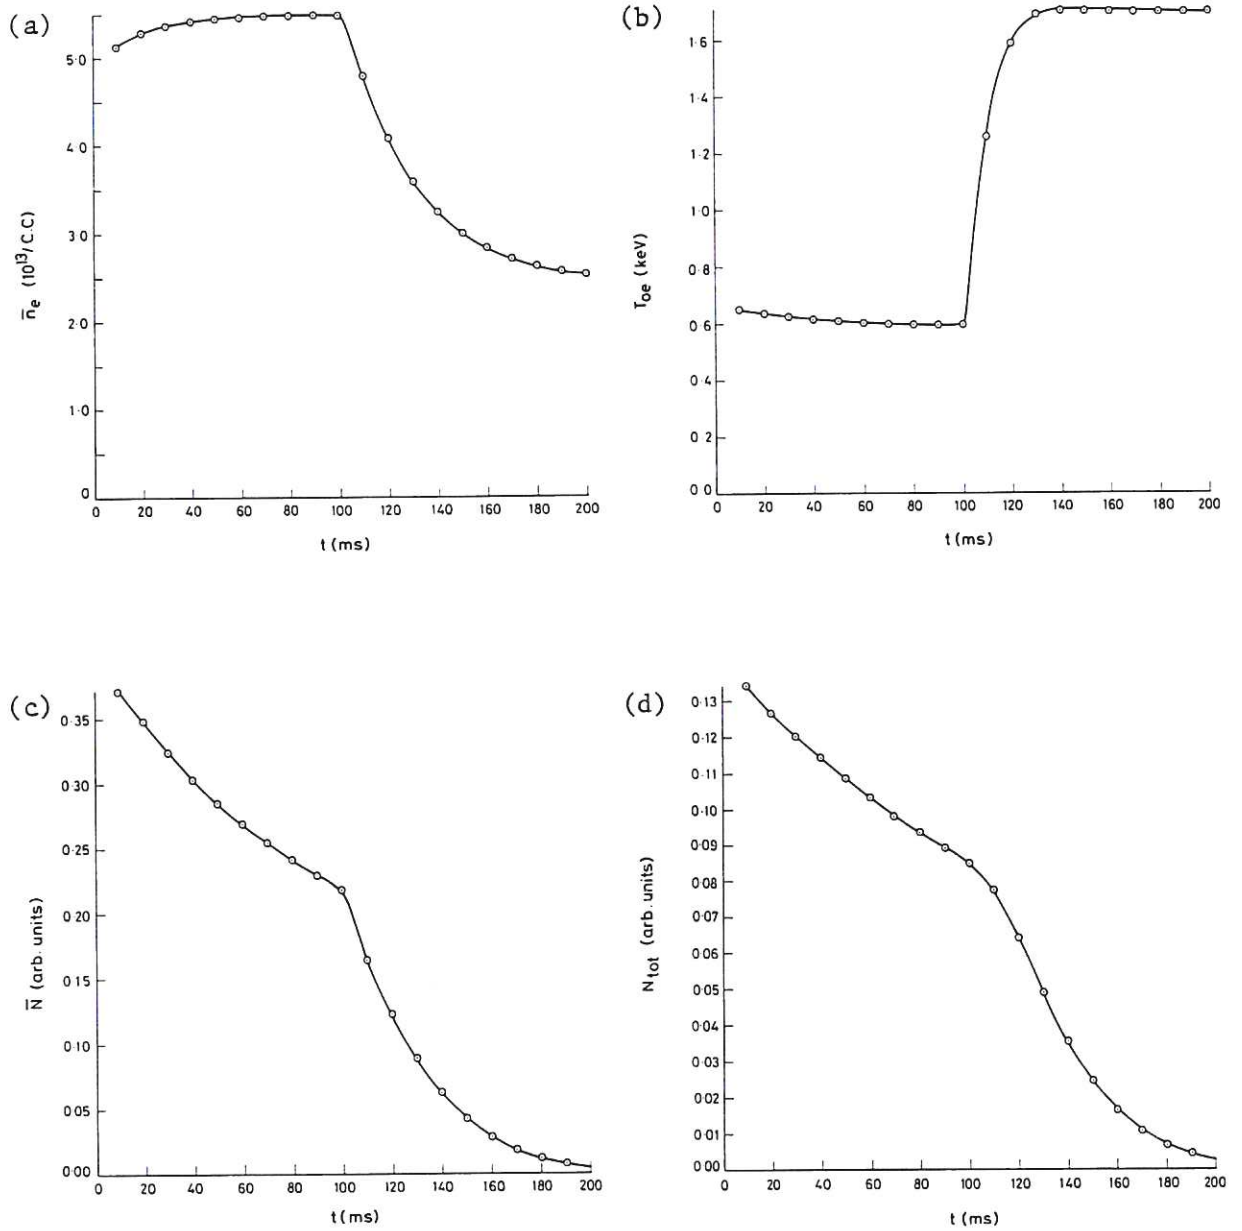 (a)
5·0
4 0
3 0
2·0
1·0
0
n̅e (10¹³/C.C)
0 20 40 60 80 100 120 140 160 180 200
t (ms)
(b)
1·6
1·4
1·2
1·0
0·8
0·6
0·4
0 2
0 0
Toe (keV)
0 20 40 60 80 100 120 140 160 180 200
t (ms)
(c)
0·35
0·30
0·25
0·20
0·15
0·10
0·05
0·00
N̅ (arb. units)
0 20 40 60 80 100 120 140 160 180 200
t (ms)
(d)
0·13
0·12
0·11
0·10
0·09
0·08
0·07
0·06
0·05
0·04
0·03
0·02
0·01
0·00
Ntot (arb. units)
0 20 40 60 80 100 120 140 160 180 200
t (ms)